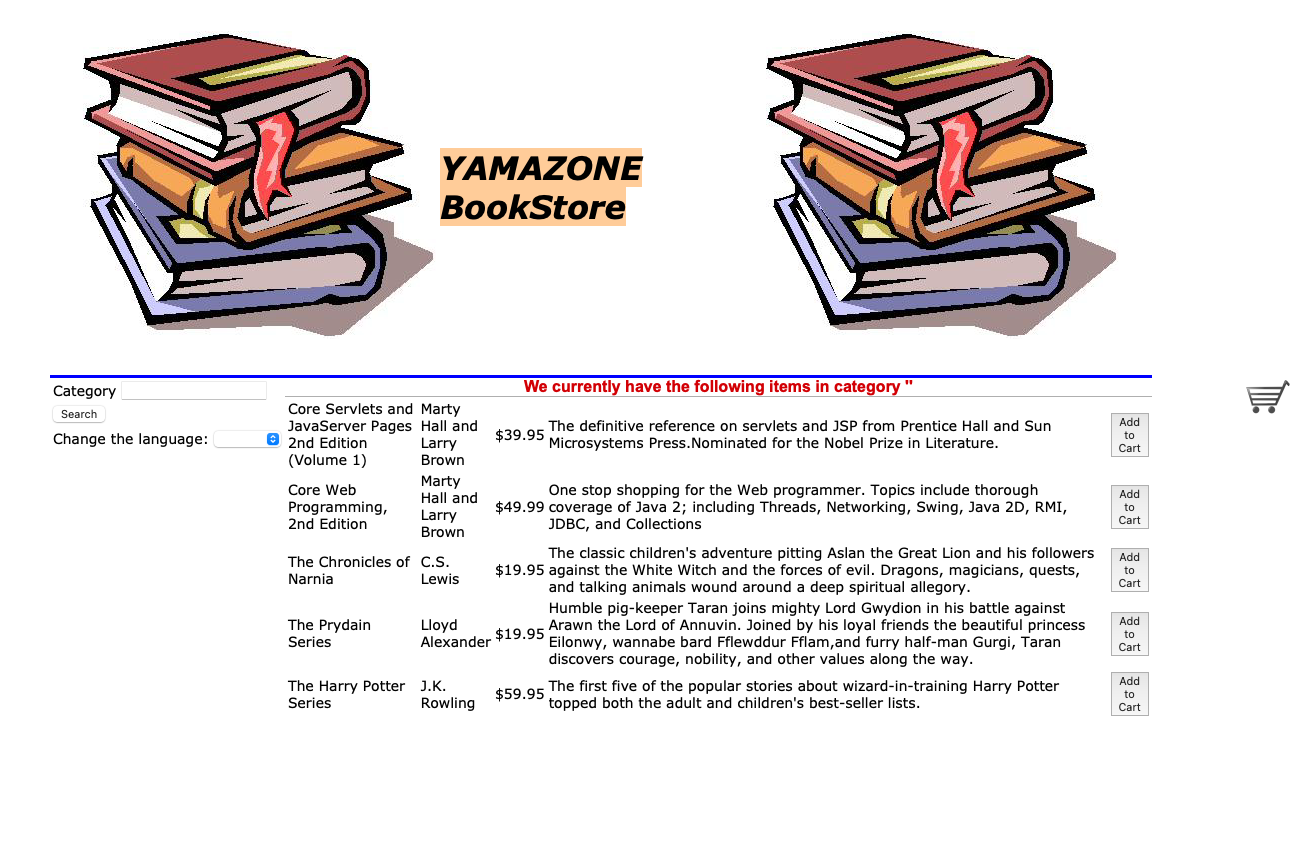 YAMAZONE
BookStore
Category
Search
Change the language:
We currently have the following items in category "
Core Servlets and
JavaServer Pages
2nd Edition
(Volume 1)
Marty
Hall and
Larry
Brown
$39.95
The definitive reference on servlets and JSP from Prentice Hall and Sun
Microsystems Press.Nominated for the Nobel Prize in Literature.
Add
to
Cart
Core Web
Programming,
2nd Edition
Marty
Hall and
Larry
Brown
$49.99
One stop shopping for the Web programmer. Topics include thorough
coverage of Java 2; including Threads, Networking, Swing, Java 2D, RMI,
JDBC, and Collections
Add
to
Cart
The Chronicles of
Narnia
C.S.
Lewis
$19.95
The classic children's adventure pitting Aslan the Great Lion and his followers
against the White Witch and the forces of evil. Dragons, magicians, quests,
and talking animals wound around a deep spiritual allegory.
Add
to
Cart
The Prydain
Series
Lloyd
Alexander
$19.95
Humble pig-keeper Taran joins mighty Lord Gwydion in his battle against
Arawn the Lord of Annuvin. Joined by his loyal friends the beautiful princess
Eilonwy, wannabe bard Fflewddur Fflam,and furry half-man Gurgi, Taran
discovers courage, nobility, and other values along the way.
Add
to
Cart
The Harry Potter
Series
J.K.
Rowling
$59.95
The first five of the popular stories about wizard-in-training Harry Potter
topped both the adult and children's best-seller lists.
Add
to
Cart